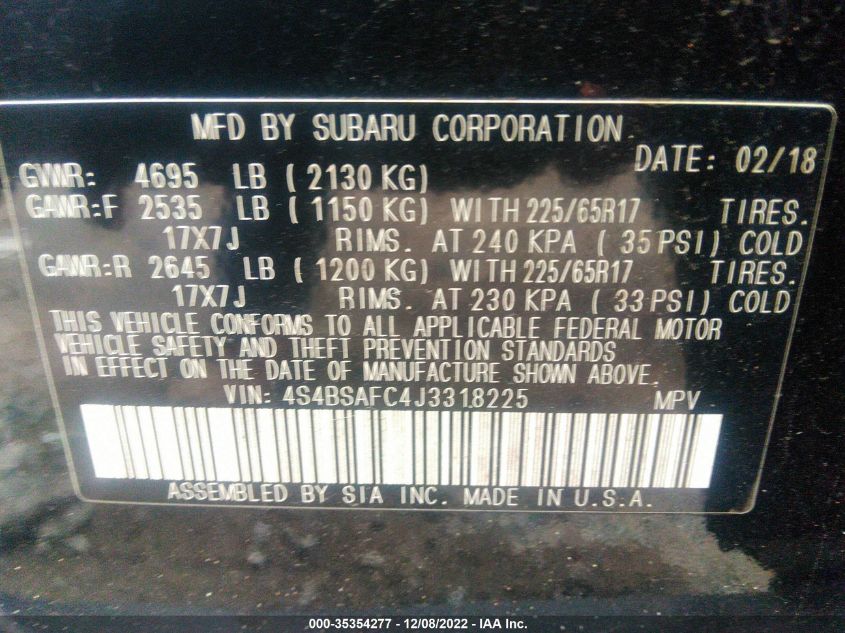 MFD BY SUBARU CORPORATION
DATE: 02/18
GVWR: 4695 LB ( 2130 KG)
GAWR:F 2535 LB ( 1150 KG) WITH 225/65R17 TIRES.
17X7J RIMS. AT 240 KPA ( 35 PSI) COLD
GAWR:R 2645 LB ( 1200 KG) WITH 225/65R17 TIRES.
17X7J RIMS. AT 230 KPA ( 33 PSI) COLD
THIS VEHICLE CONFORMS TO ALL APPLICABLE FEDERAL MOTOR
VEHICLE SAFETY AND THEFT PREVENTION STANDARDS
IN EFFECT ON THE DATE OF MANUFACTURE SHOWN ABOVE.
VIN: 4S4BSAFC4J3318225 MPV
ASSEMBLED BY SIA INC. MADE IN U.S.A.
000-35354277 - 12/08/2022 - IAA Inc.